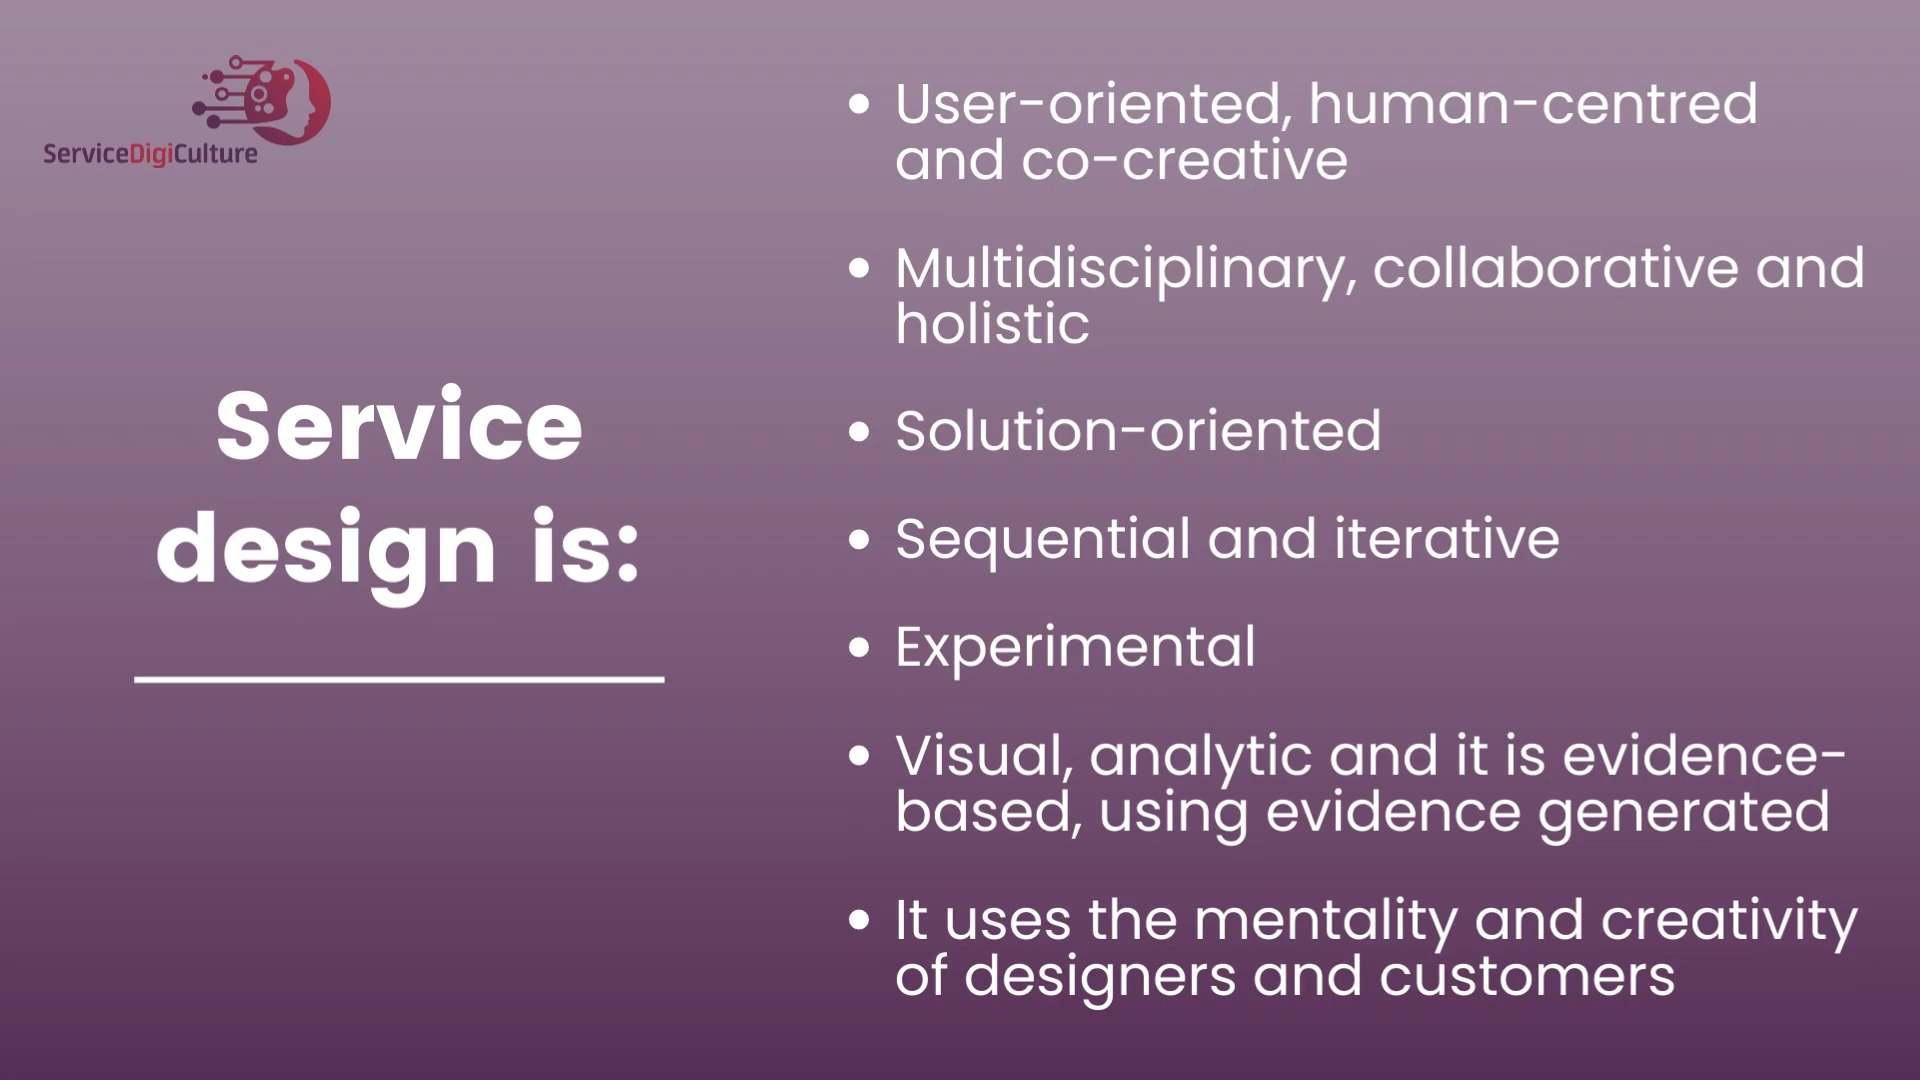 ServiceDigiCulture
Service
design is:
• User-oriented, human-centred
and co-creative
• Multidisciplinary, collaborative and
holistic
• Solution-oriented
• Sequential and iterative
• Experimental
• Visual, analytic and it is evidence-
based, using evidence generated
• It uses the mentality and creativity
of designers and customers